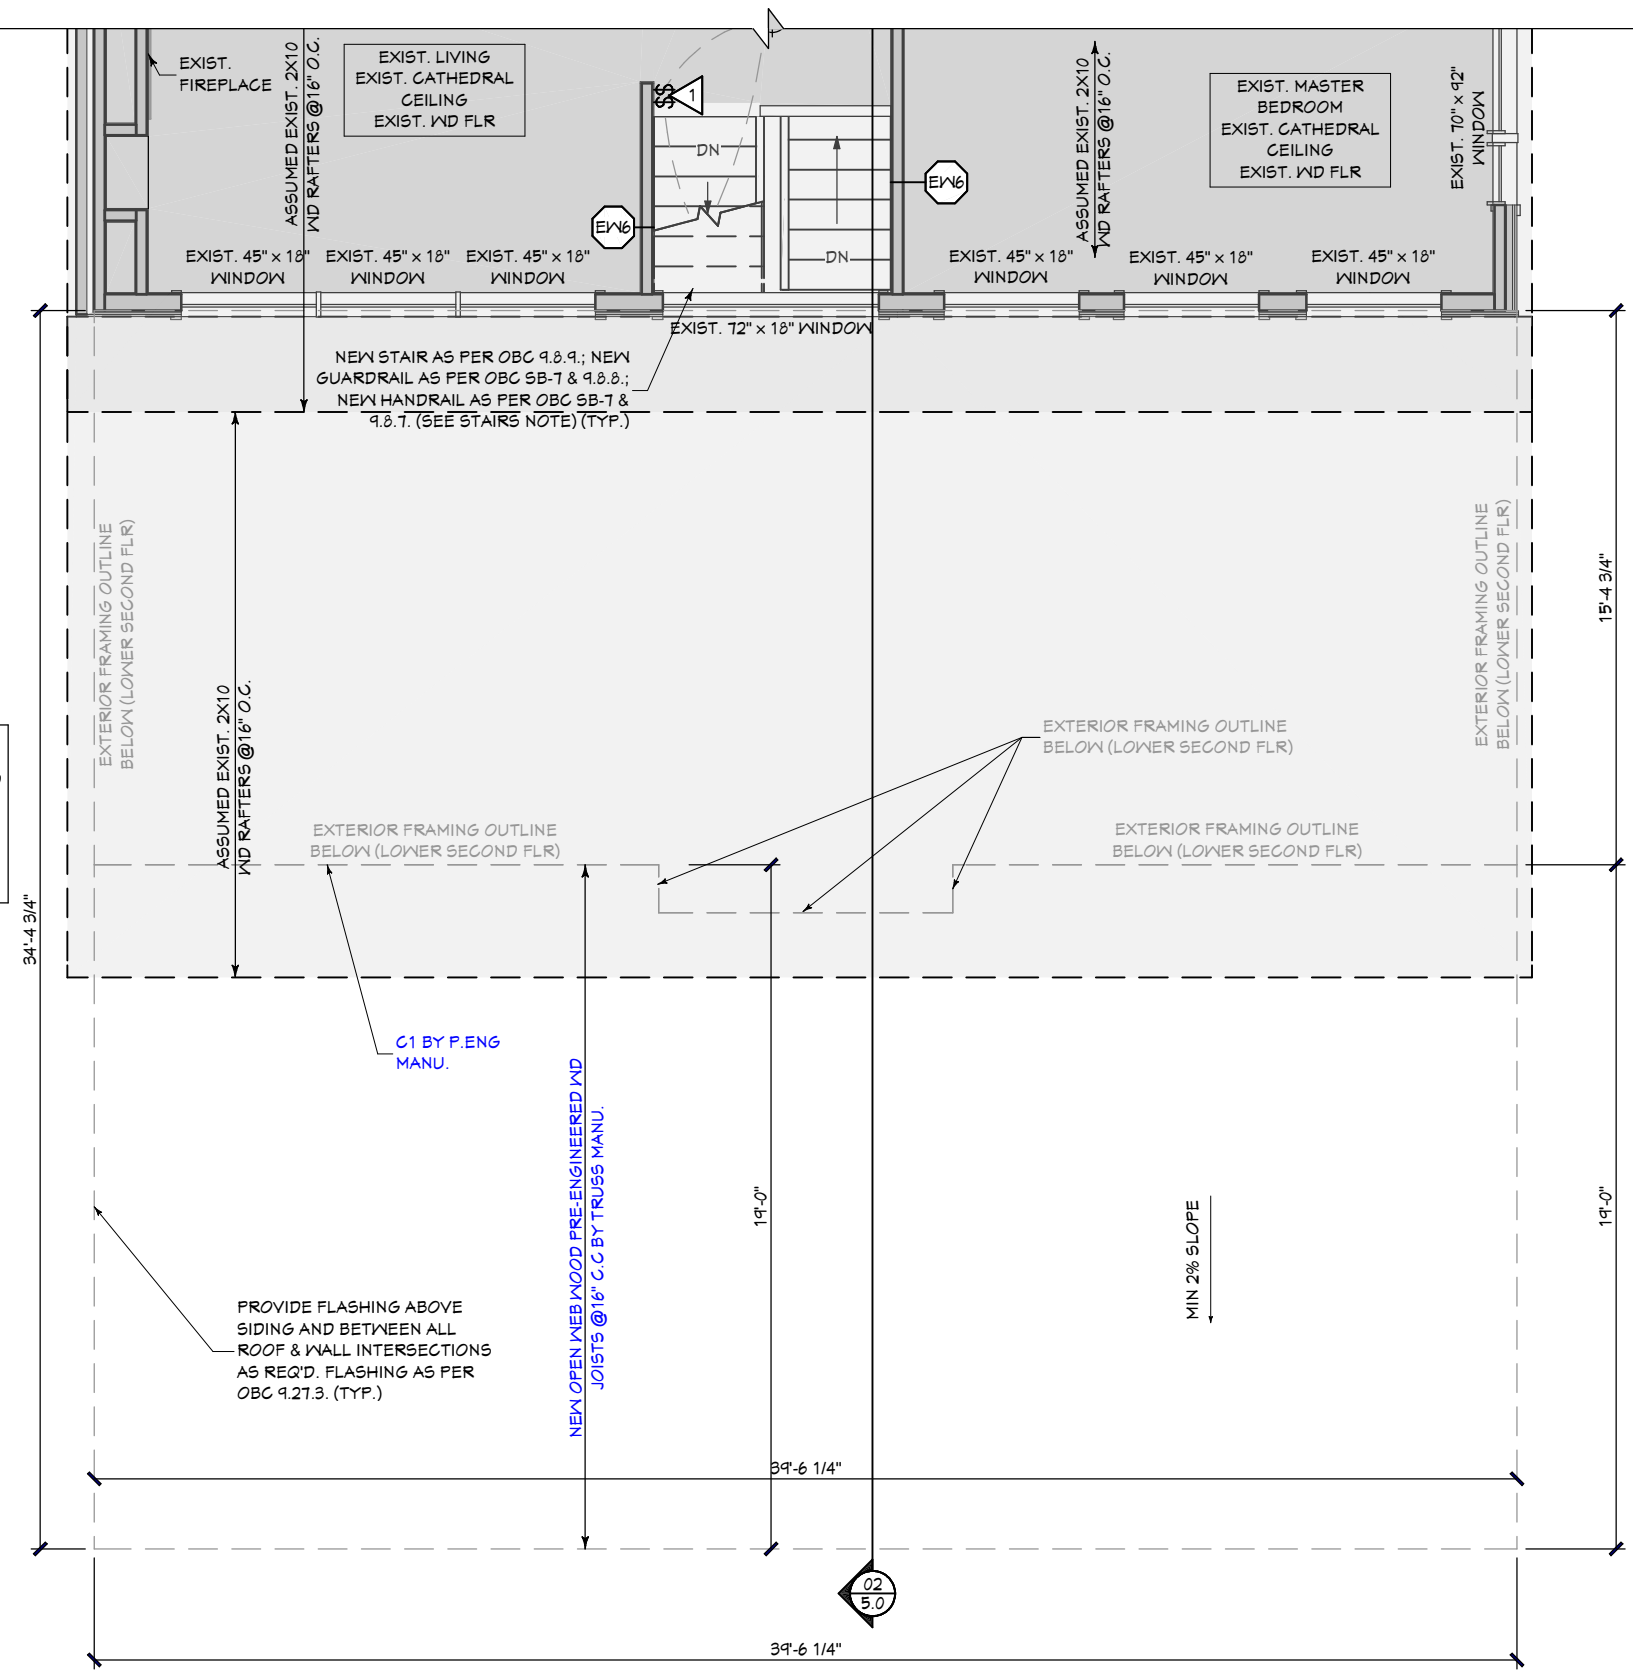 EXIST.
FIREPLACE
ASSUMED EXIST. 2X10
WD RAFTERS @16" O.C.
EXIST. LIVING
EXIST. CATHEDRAL
CEILING
EXIST. WD FLR
$$
1
DN
DN
EW6
EW6
ASSUMED EXIST. 2X10
WD RAFTERS @16" O.C.
EXIST. MASTER
BEDROOM
EXIST. CATHEDRAL
CEILING
EXIST. WD FLR
EXIST. 70" x 92"
WINDOW
EXIST. 45" x 18"
WINDOW
EXIST. 45" x 18"
WINDOW
EXIST. 45" x 18"
WINDOW
EXIST. 45" x 18"
WINDOW
EXIST. 45" x 18"
WINDOW
EXIST. 45" x 18"
WINDOW
EXIST. 72" x 18" WINDOW
NEW STAIR AS PER OBC 9.8.9.; NEW
GUARDRAIL AS PER OBC SB-7 & 9.8.8.;
NEW HANDRAIL AS PER OBC SB-7 &
9.8.7. (SEE STAIRS NOTE) (TYP.)
EXTERIOR FRAMING OUTLINE
BELOW (LOWER SECOND FLR)
EXTERIOR FRAMING OUTLINE
BELOW (LOWER SECOND FLR)
15'-4 3/4"
ASSUMED EXIST. 2X10
WD RAFTERS @16" O.C.
EXTERIOR FRAMING OUTLINE
BELOW (LOWER SECOND FLR)
EXTERIOR FRAMING OUTLINE
BELOW (LOWER SECOND FLR)
EXTERIOR FRAMING OUTLINE
BELOW (LOWER SECOND FLR)
34'-4 3/4"
C1 BY P.ENG
MANU.
NEW OPEN WEB WOOD PRE-ENGINEERED WD
JOISTS @16" C.C BY TRUSS MANU.
19'-0"
MIN 2% SLOPE
19'-0"
PROVIDE FLASHING ABOVE
SIDING AND BETWEEN ALL
ROOF & WALL INTERSECTIONS
AS REQ'D. FLASHING AS PER
OBC 9.27.3. (TYP.)
39'-6 1/4"
02
5.0
39'-6 1/4"